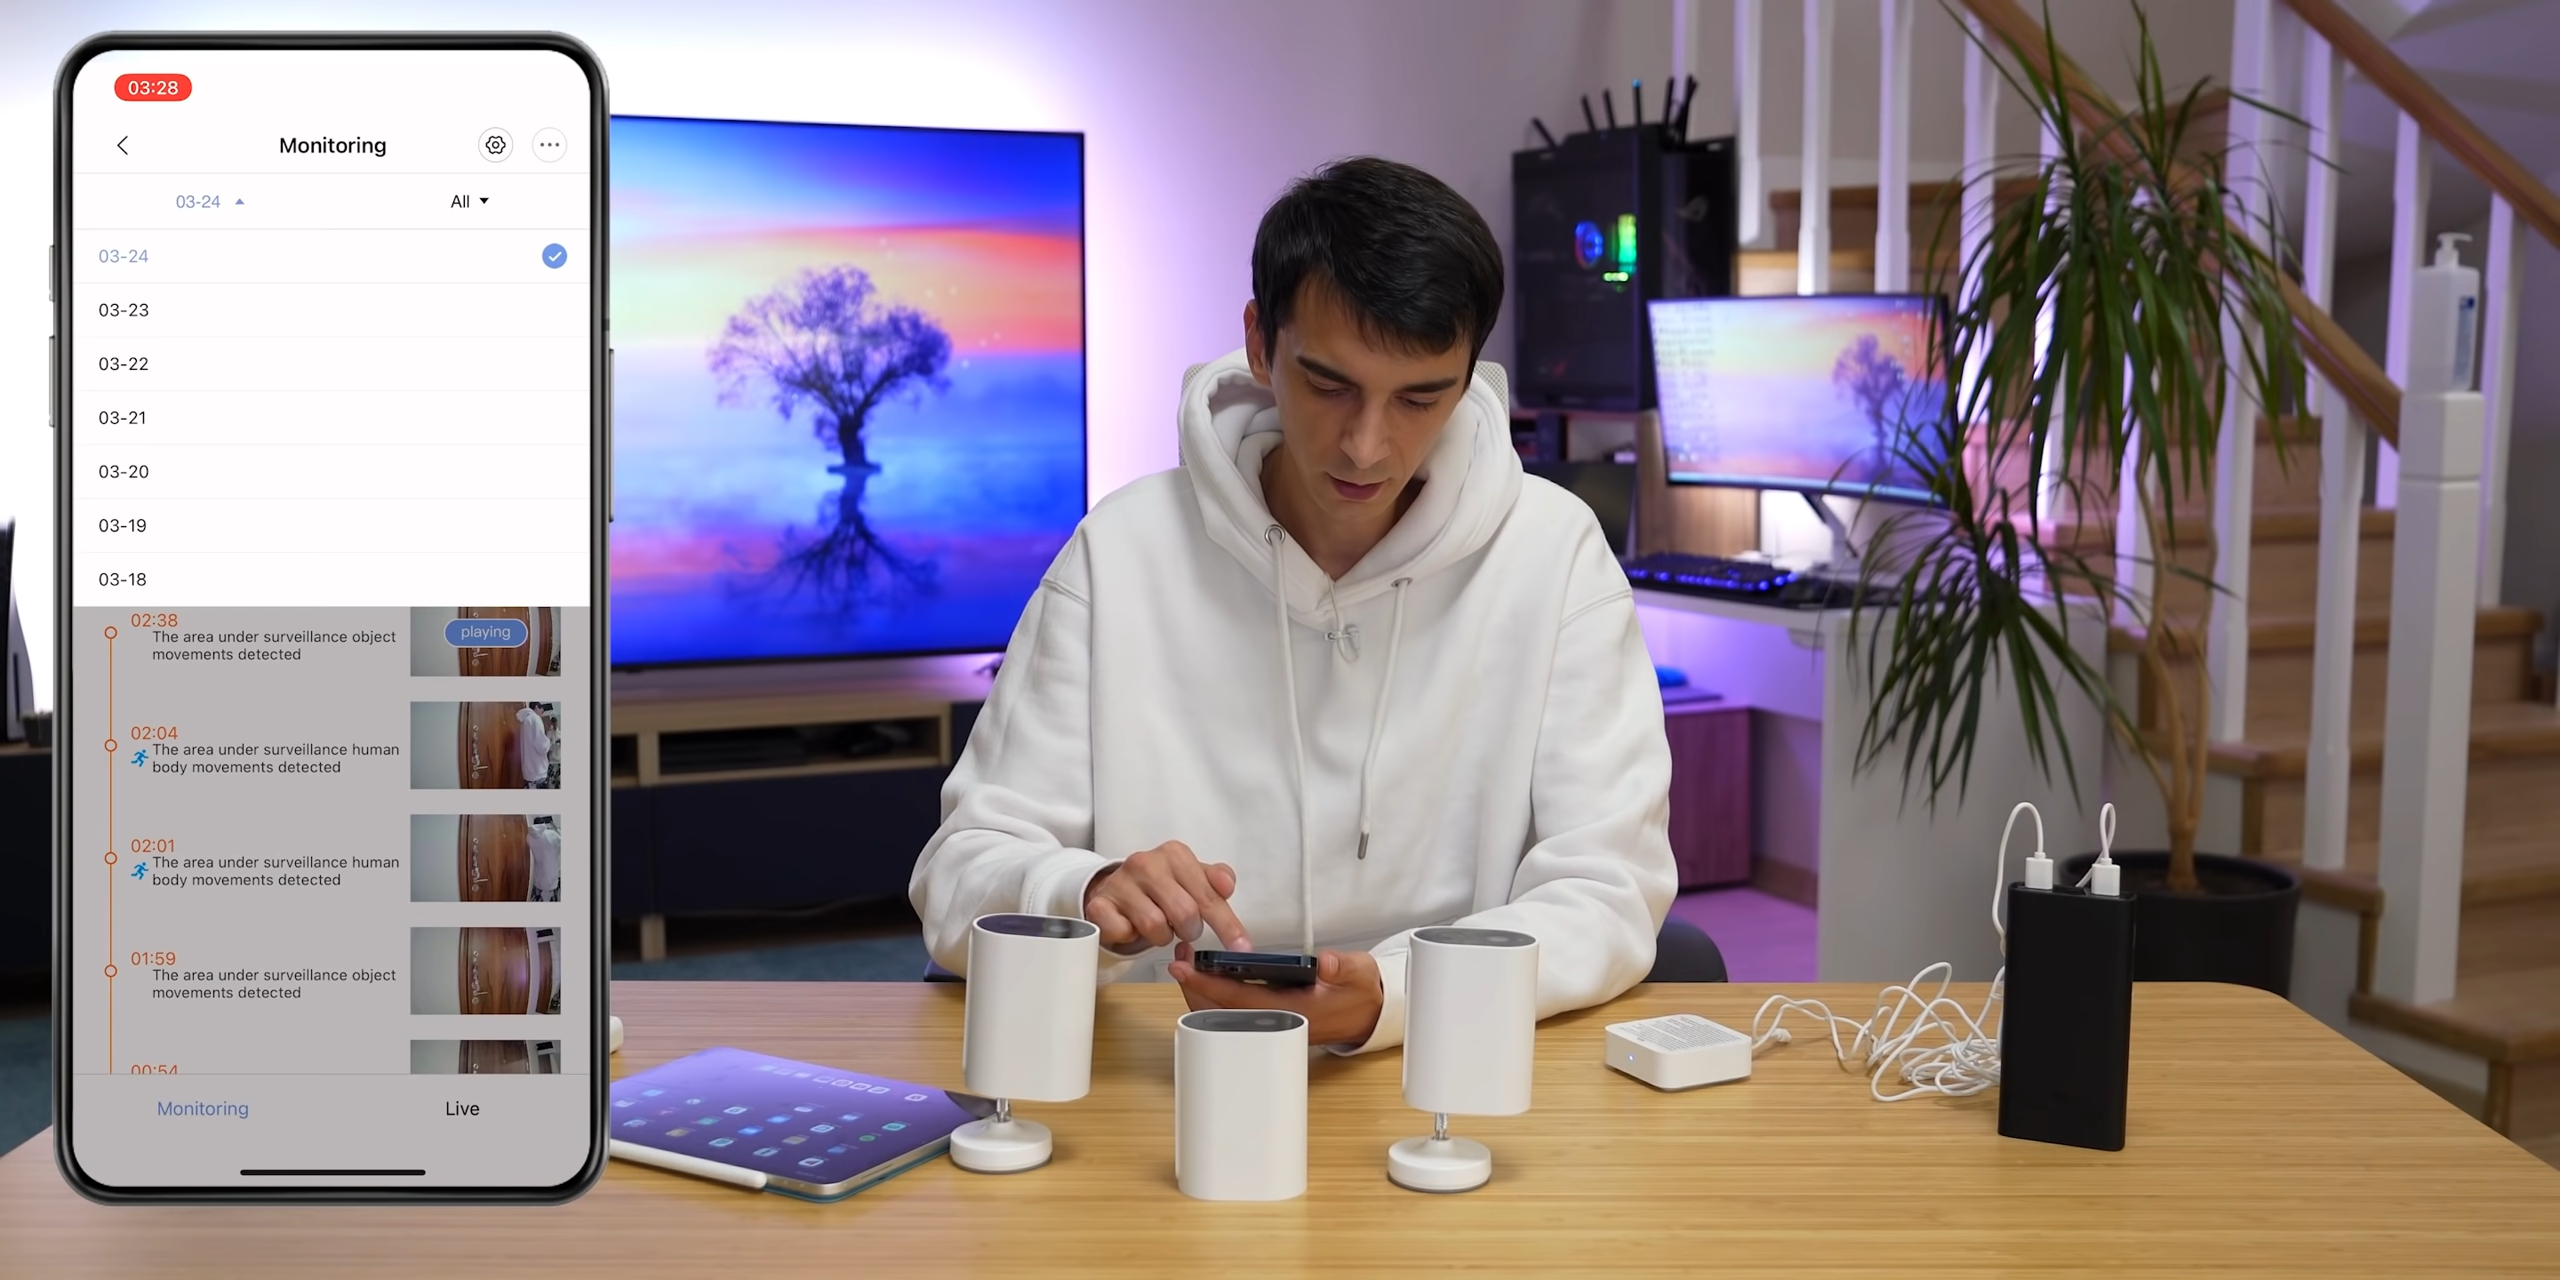 03:28
Monitoring
03-24 All
03-24
03-23
03-22
03-21
03-20
03-19
03-18
02:38
The area under surveillance object
movements detected
playing
02:04
The area under surveillance human
body movements detected
02:01
The area under surveillance human
body movements detected
01:59
The area under surveillance object
movements detected
00:54
Monitoring Live